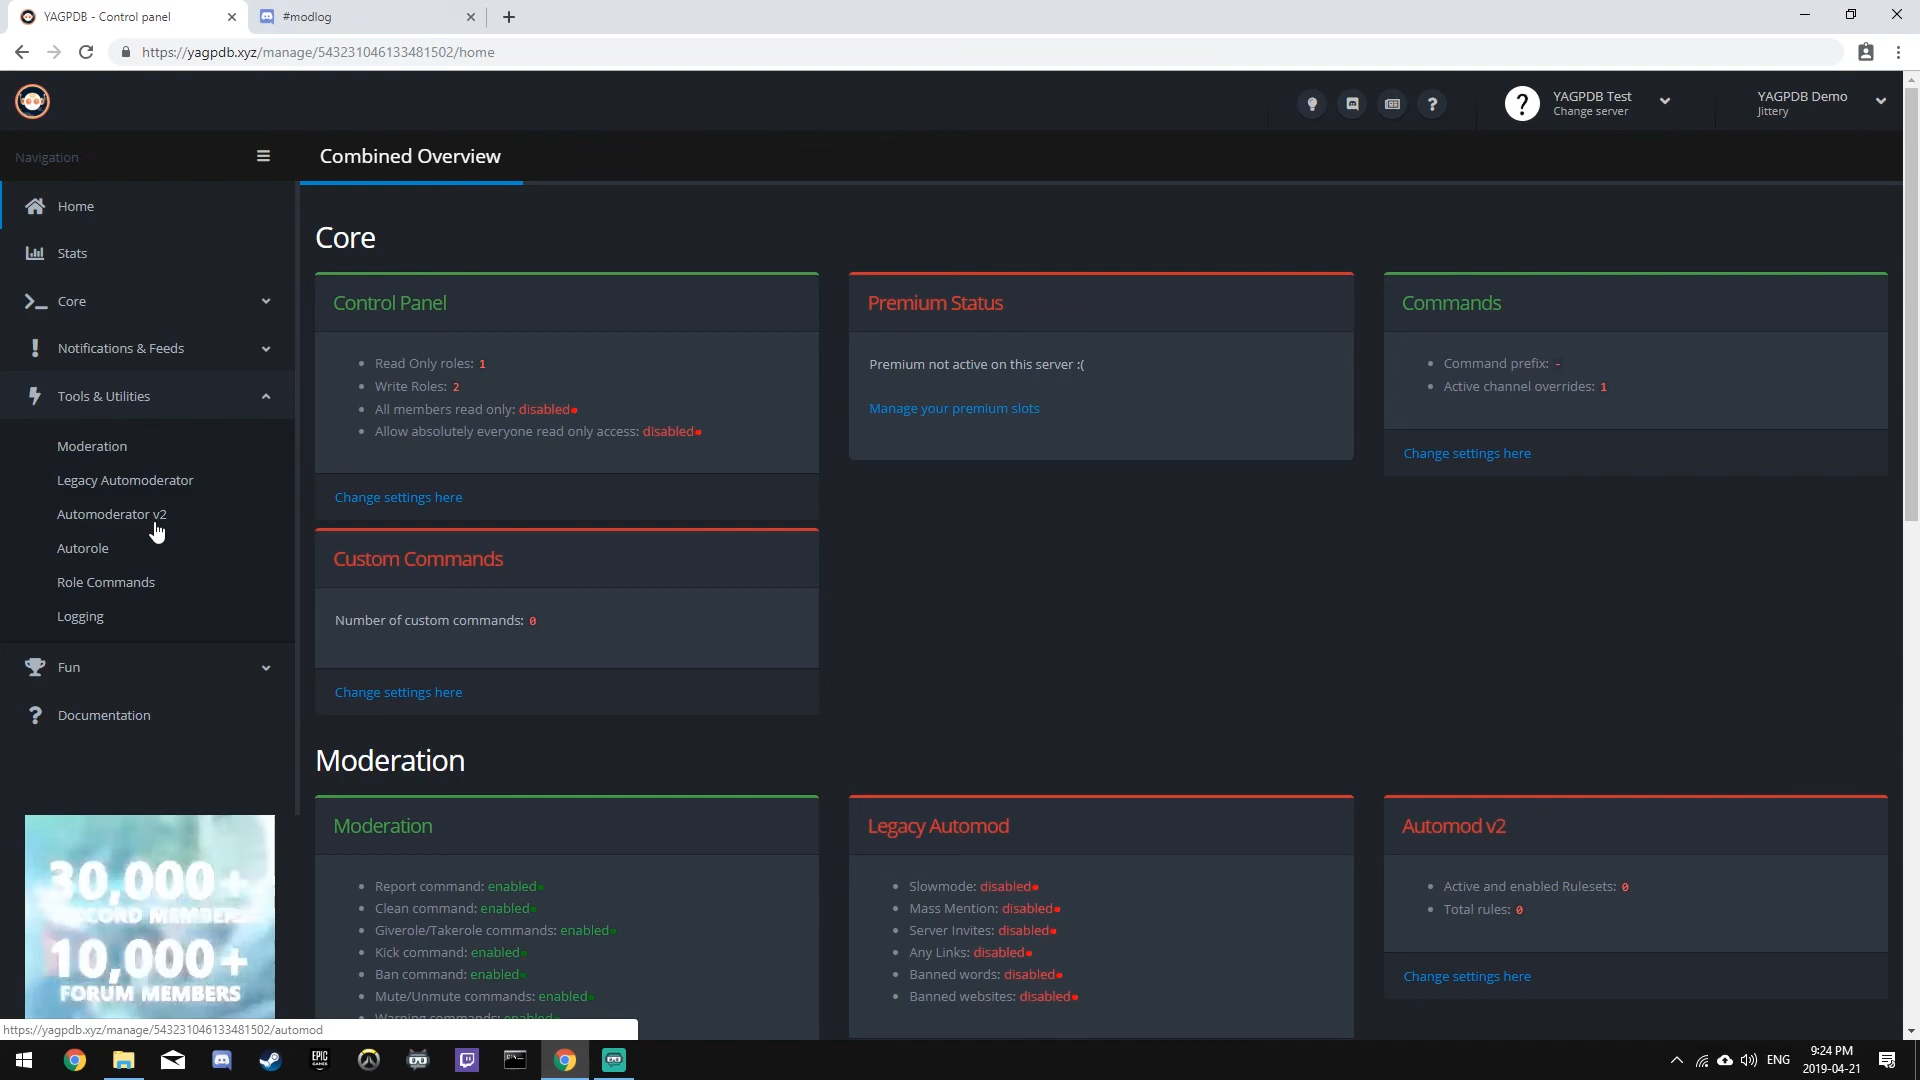 YAGPDB - Control panel
#modlog
https://yagpdb.xyz/manage/543231046133481502/home
YAGPDB Test
Change server
YAGPDB Demo
Jittery
Navigation
Combined Overview
Home
Stats
Core
Notifications & Feeds
Tools & Utilities
Moderation
Legacy Automoderator
Automoderator v2
Autorole
Role Commands
Logging
Fun
Documentation
30,000+
DISCORD MEMBERS
10,000+
FORUM MEMBERS
Core
Control Panel
Read Only roles: 1
Write Roles: 2
All members read only: disabled
Allow absolutely everyone read only access: disabled
Change settings here
Premium Status
Premium not active on this server :(
Manage your premium slots
Commands
Command prefix: -
Active channel overrides: 1
Change settings here
Custom Commands
Number of custom commands: 0
Change settings here
Moderation
Moderation
Report command: enabled
Clean command: enabled
Giverole/Takerole commands: enabled
Kick command: enabled
Ban command: enabled
Mute/Unmute commands: enabled
Warning commands: enabled
Legacy Automod
Slowmode: disabled
Mass Mention: disabled
Server Invites: disabled
Any Links: disabled
Banned words: disabled
Banned websites: disabled
Automod v2
Active and enabled Rulesets: 0
Total rules: 0
Change settings here
https://yagpdb.xyz/manage/543231046133481502/automod
EPIC
GAMES
ENG
9:24 PM
2019-04-21